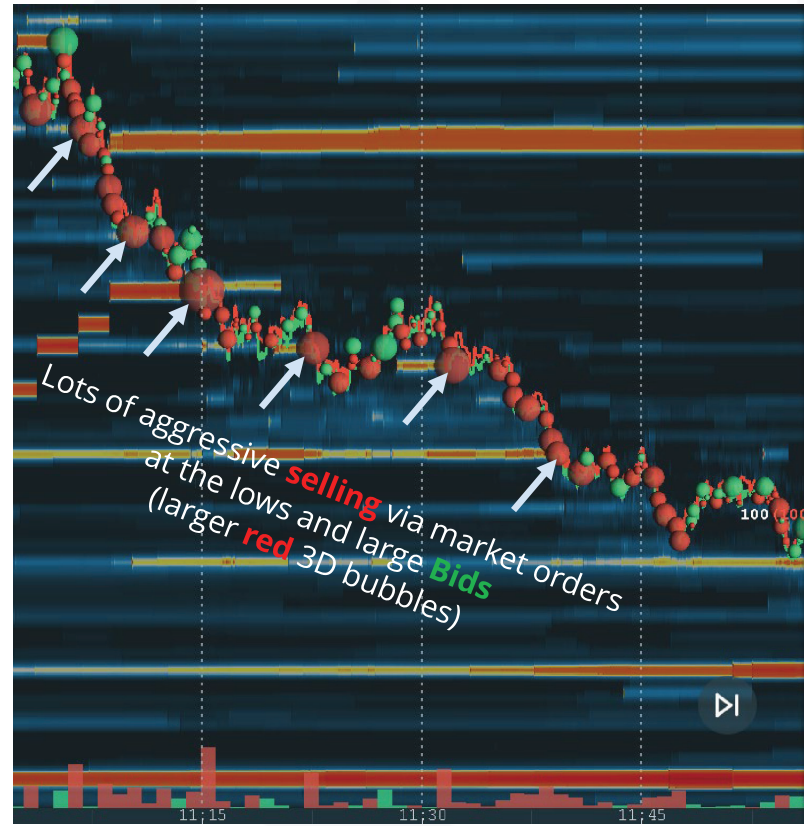 Lots of aggressive selling via market orders
at the lows and large Bids
(larger red 3D bubbles)
100 (100
11:15
11:30
11:45